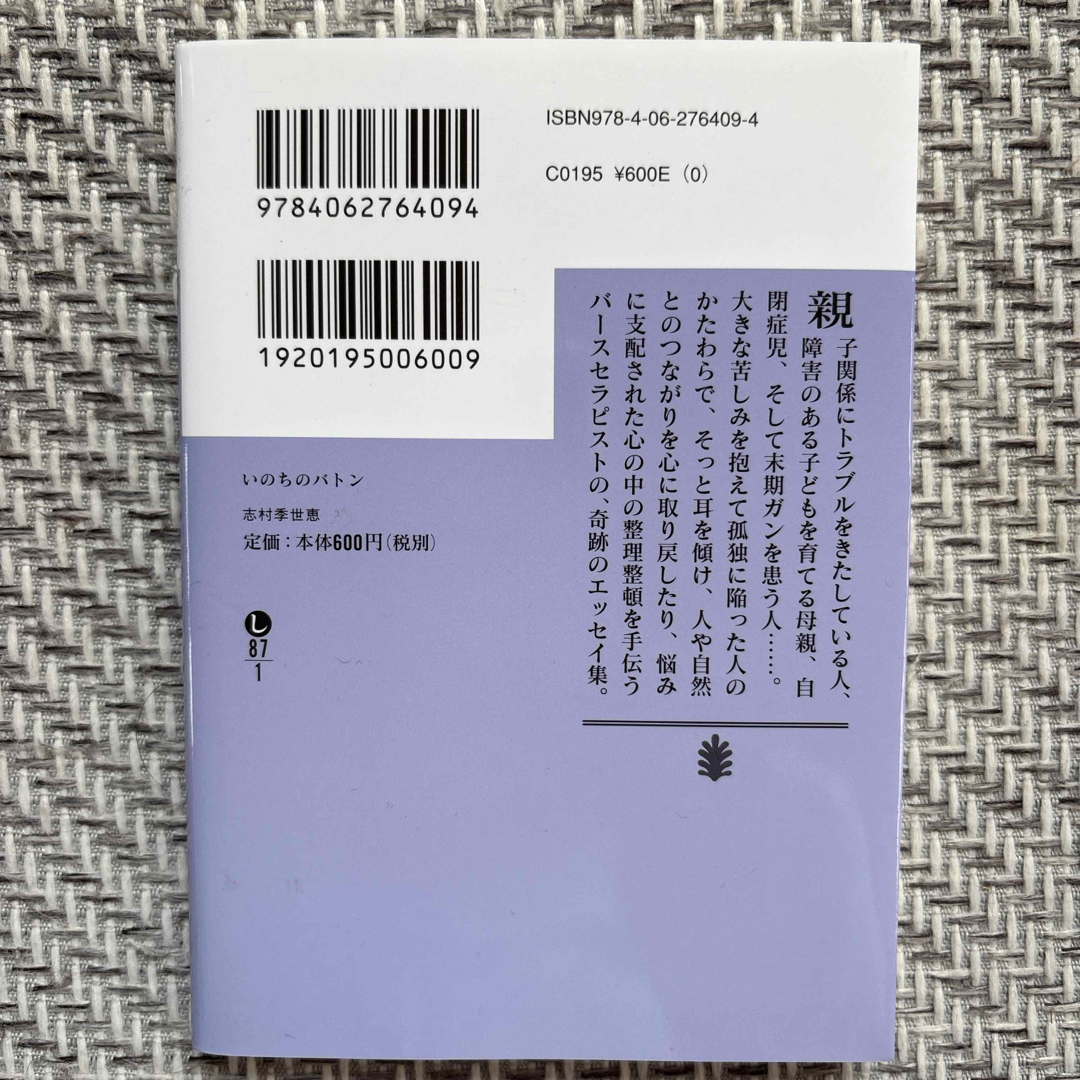 9784062764094
ISBN978-4-06-276409-4
C0195 ¥600E (0)
1920195006009
いのちのバトン
志村季世恵
定価：本体600円(税別)
し
87
1
親子関係にトラブルをきたしている人、
障害のある子どもを育てる母親、自
閉症児、そして末期ガンを患う人……。
大きな苦しみを抱えて孤独に陥った人の
かたわらで、そっと耳を傾け、人や自然
とのつながりを心に取り戻したり、悩み
に支配された心の中の整理整頓を手伝う
バースセラピストの、奇跡のエッセイ集。